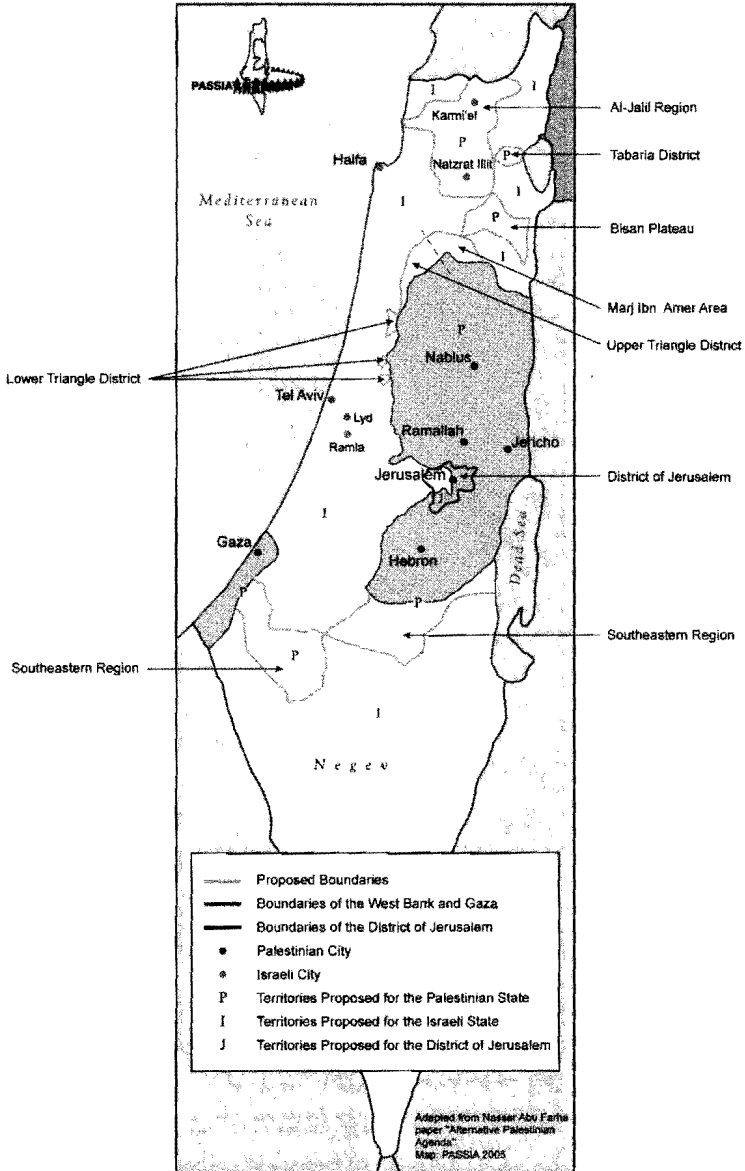 PASSIA
I
I
Karmi'el
Al-Jalil Region
P
Tabaria District
P
Haifa
Natzrat Illit
Mediterranean
Sea
I
I
P
Bisan Plateau
I
Marj Ibn Amer Area
P
Upper Triangle District
Nablus
Lower Triangle District
Tel Aviv
Lyd
Ramla
Ramallah
Jericho
Jerusalem
District of Jerusalem
I
Gaza
Hebron
Dead Sea
P
P
Southeastern Region
P
Southeastern Region
I
Negev
Proposed Boundaries
Boundaries of the West Bank and Gaza
Boundaries of the District of Jerusalem
Palestinian City
Israeli City
P Territories Proposed for the Palestinian State
I Territories Proposed for the Israeli State
J Territories Proposed for the District of Jerusalem
Adapted from Nasser Abu Farha
paper "Alternative Palestinian
Agenda"
Map: PASSIA 2005